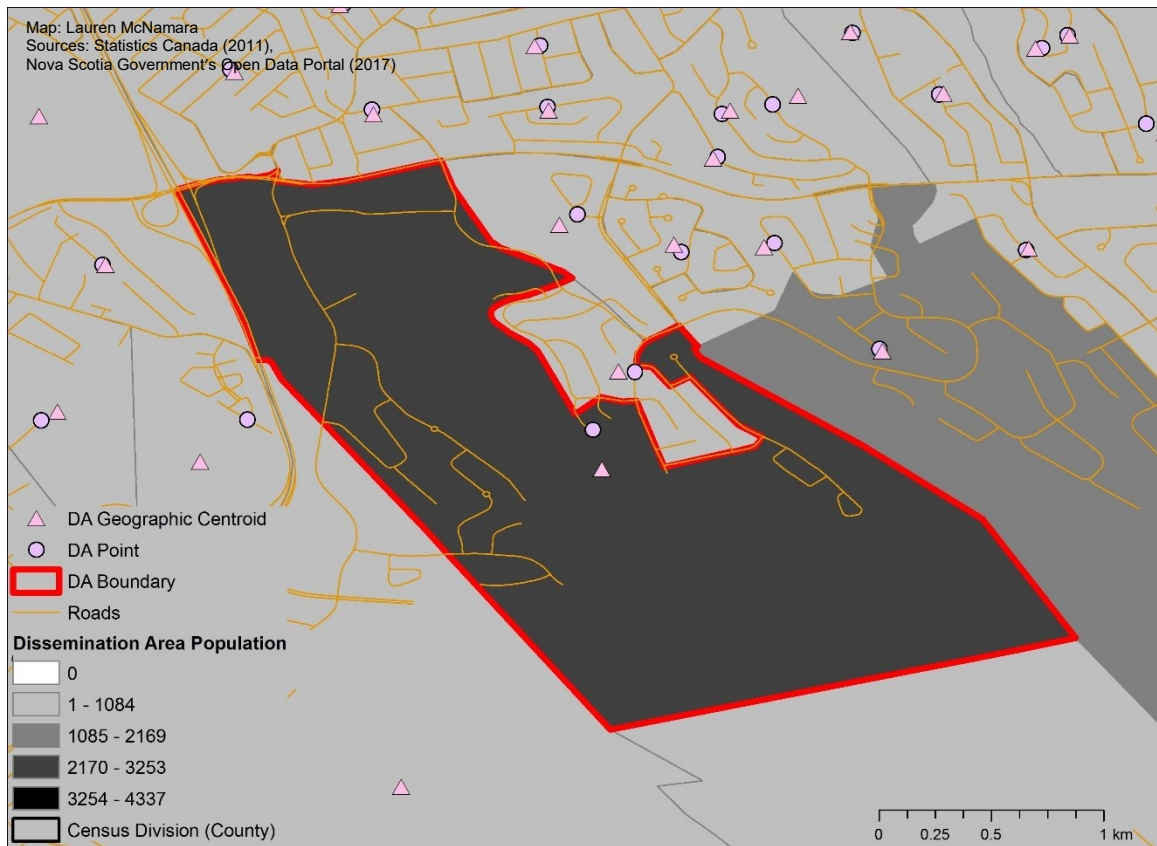 Map: Lauren McNamara
Sources: Statistics Canada (2011),
Nova Scotia Government's Open Data Portal (2017)
DA Geographic Centroid
DA Point
DA Boundary
Roads
Dissemination Area Population
0
1 - 1084
1085 - 2169
2170 - 3253
3254 - 4337
Census Division (County)
0 0.25 0.5 1 km